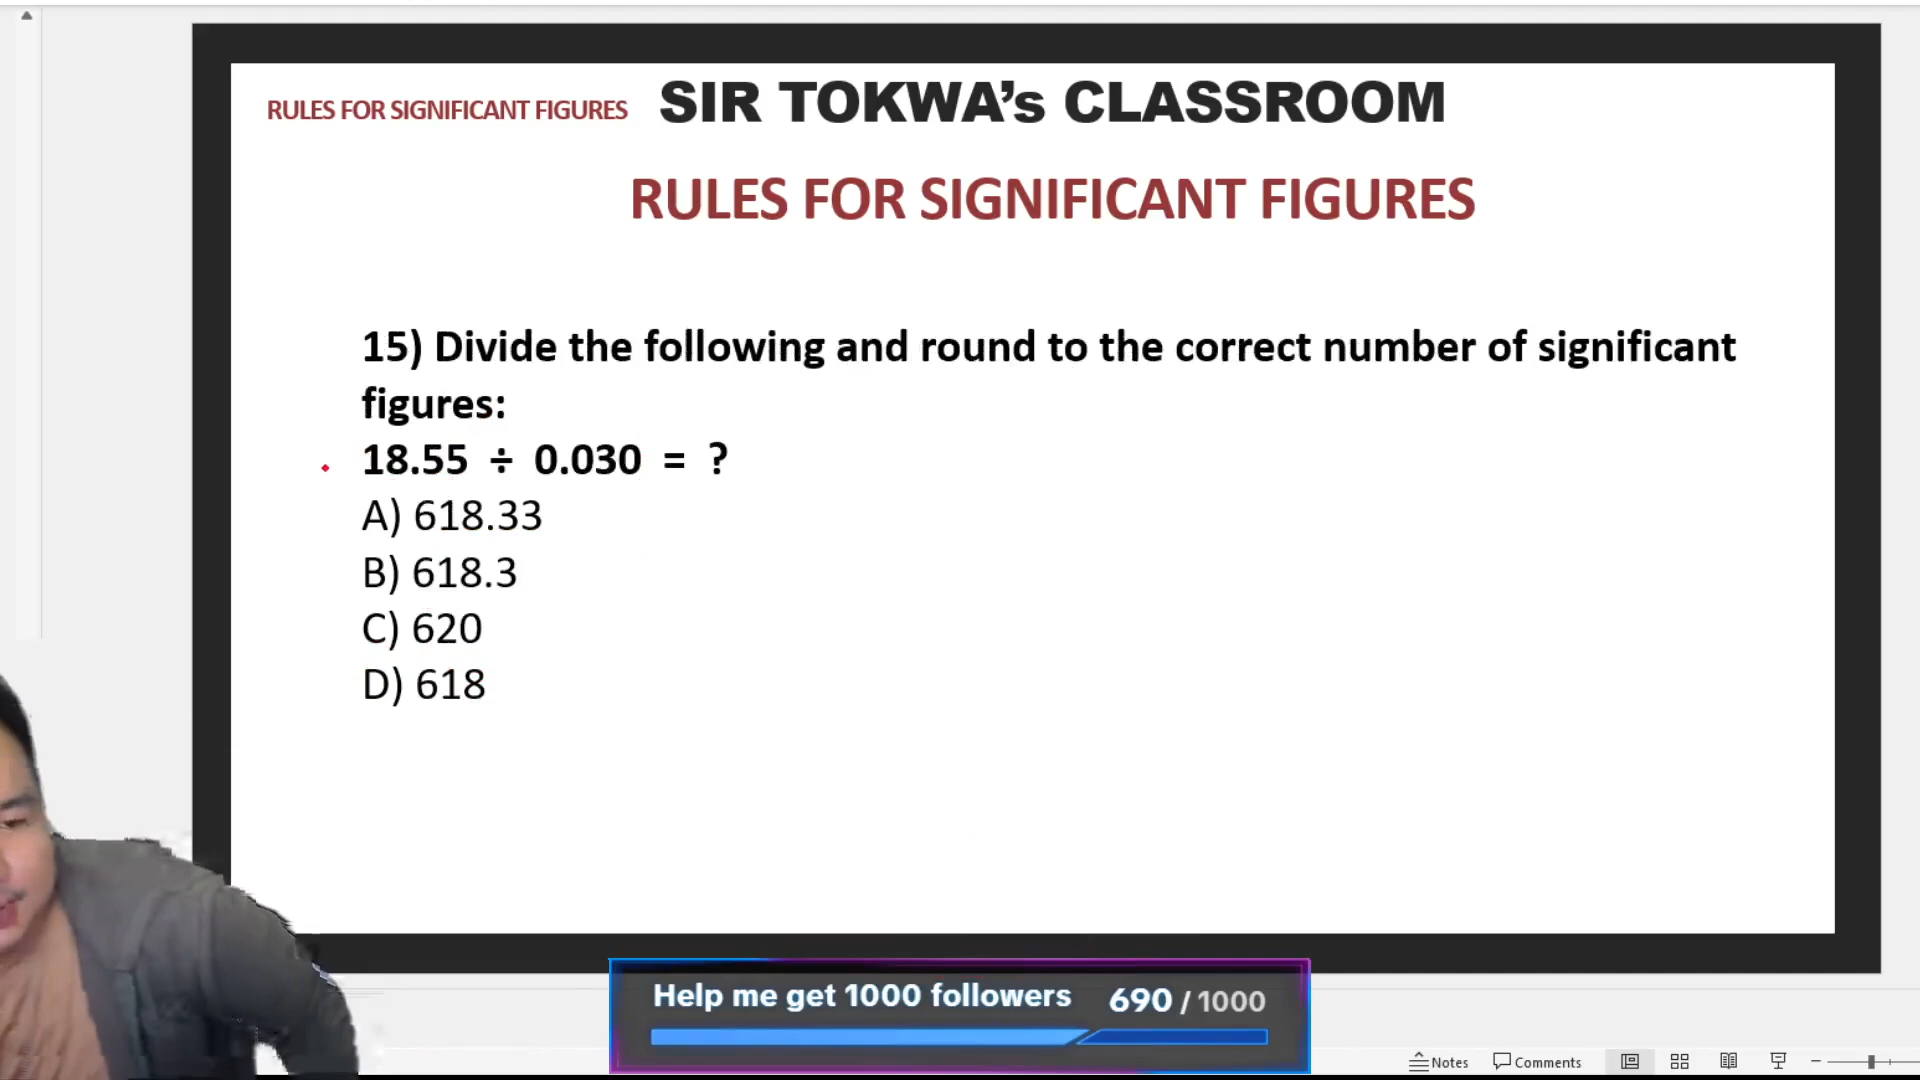 RULES FOR SIGNIFICANT FIGURES
SIR TOKWA's CLASSROOM
RULES FOR SIGNIFICANT FIGURES
15) Divide the following and round to the correct number of significant
figures:
18.55 ÷ 0.030 = ?
A) 618.33
B) 618.3
C) 620
D) 618
Help me get 1000 followers 690 / 1000
Notes Comments